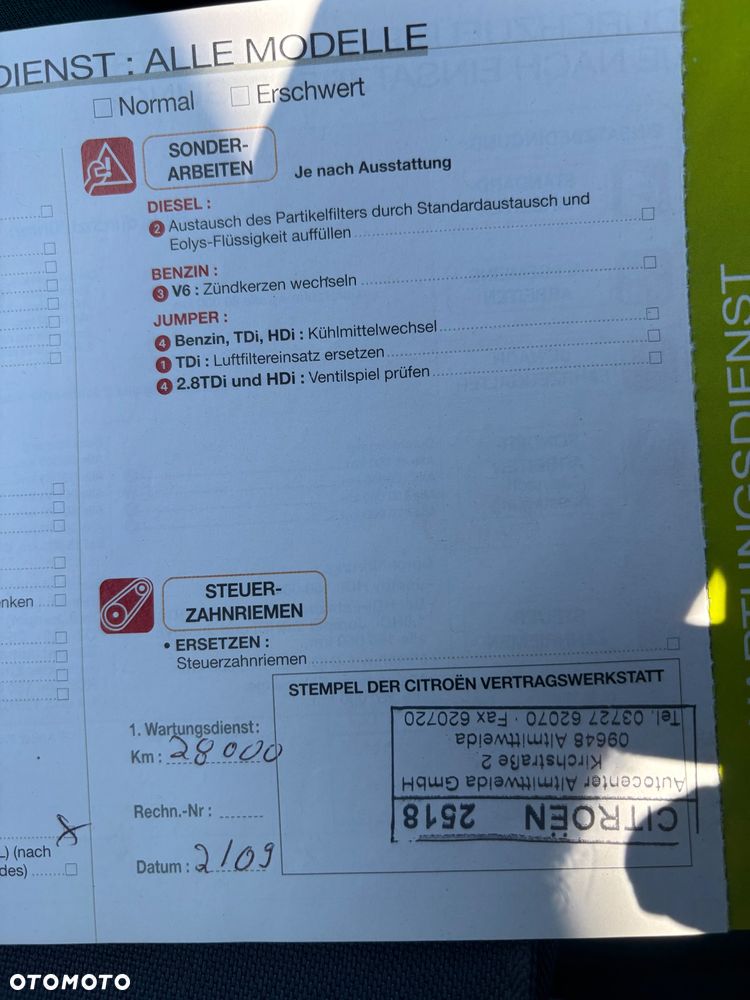 DIENST : ALLE MODELLE
Normal
Erschwert
SONDER-
ARBEITEN
Je nach Ausstattung
DIESEL :
2 Austausch des Partikelfilters durch Standardaustausch und
Eolys-Flüssigkeit auffüllen
BENZIN :
3 V6 : Zündkerzen wechseln
JUMPER :
4 Benzin, TDi, HDi : Kühlmittelwechsel
1 TDi : Luftfiltereinsatz ersetzen
4 2.8TDi und HDi : Ventilspiel prüfen
nken
STEUER-
ZAHNRIEMEN
• ERSETZEN :
Steuerzahnriemen
STEMPEL DER CITROËN VERTRAGSWERKSTATT
1. Wartungsdienst:
Km : 28000
Rechn.-Nr :
Datum : 2/09
CITROËN 2518
Autocenter Altmittweida GmbH
Kirchstraße 2
09648 Altmittweida
Tel. 03727 62070 · Fax 620720
L) (nach
des)
RTUNGSDIENST
OTOMOTO